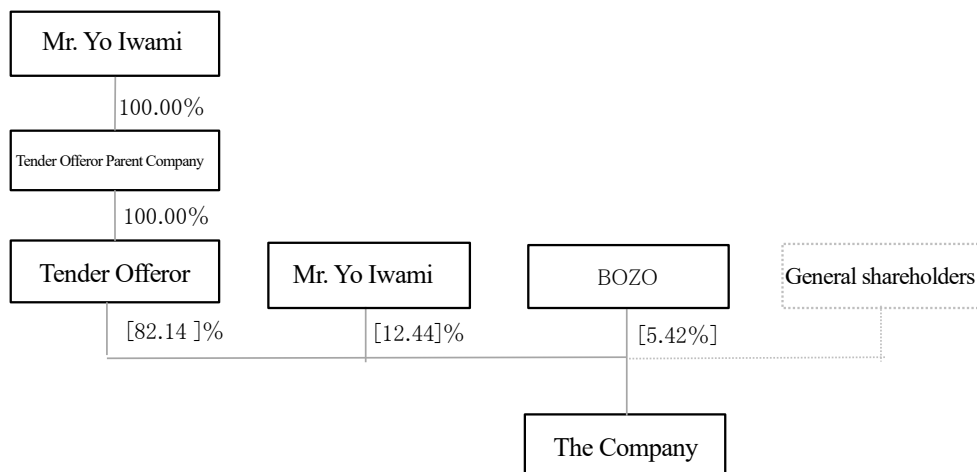 Mr. Yo Iwami
100.00%
Tender Offeror Parent Company
100.00%
Tender Offeror
Mr. Yo Iwami
BOZO
General shareholders
[82.14 ]%
[12.44]%
[5.42%]
The Company